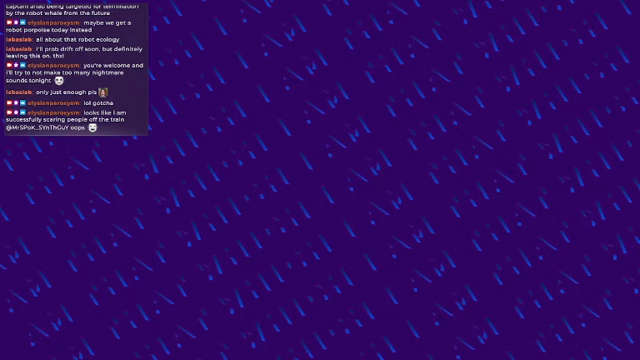 captain ahab being targeted for termination
by the robot whale from the future
elysianparoxysm: maybe we get a
robot porpoise today instead
labaslab: all about that robot ecology
labaslab: i'll prob drift off soon, but definitely
leaving this on. thx!
elysianparoxysm: you're welcome and
i'll try to not make too many nightmare
sounds tonight
labaslab: only just enough pls
elysianparoxysm: lol gotcha
elysianparoxysm: looks like I am
successfully scaring people off the train
@MrSPoK_SYnThGuY oops